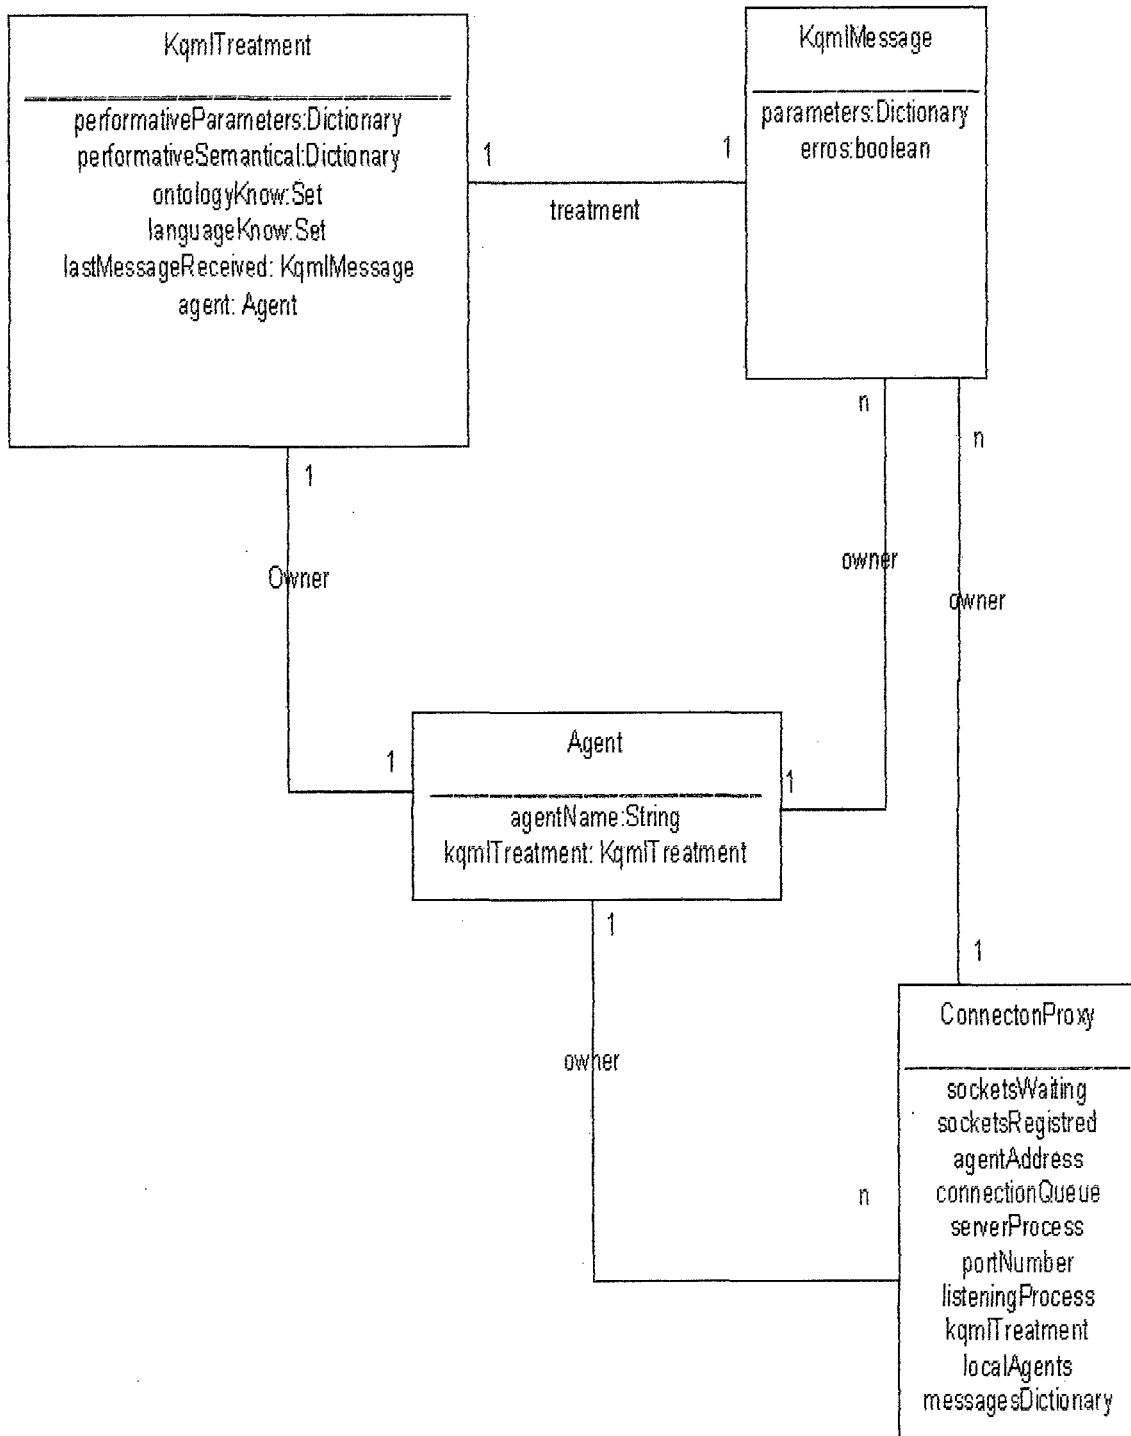 KqmlTreatment
performativeParameters:Dictionary
performativeSemantical:Dictionary
ontologyKnow:Set
languageKnow:Set
lastMessageReceived: KqmlMessage
agent: Agent
KqmlMessage
parameters:Dictionary
erros:boolean
1
1
treatment
1
Owner
1
n
owner
1
n
owner
1
Agent
agentName:String
kqmlTreatment: KqmlTreatment
1
owner
n
ConnectonProxy
socketsWaiting
socketsRegistred
agentAddress
connectionQueue
serverProcess
portNumber
listeningProcess
kqmlTreatment
localAgents
messagesDictionary